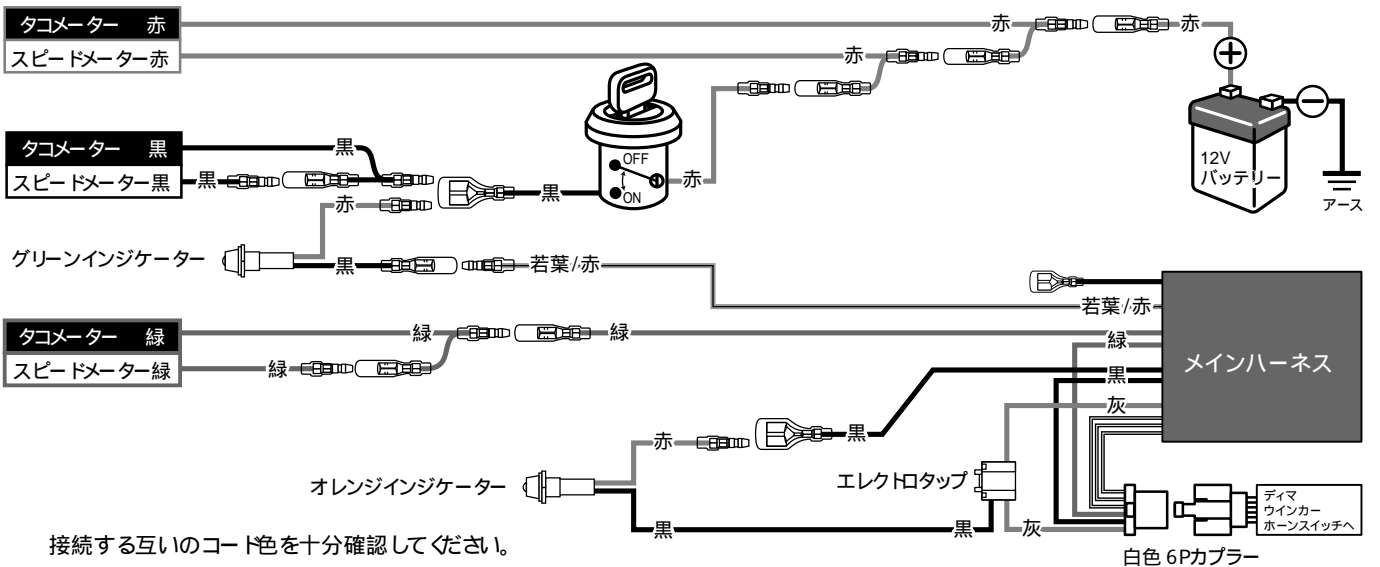 タコメーター 赤
スピードメーター赤
赤
赤
赤
タコメーター 黒
スピードメーター黒
黒
黒
黒
OFF
ON
赤
12V
バッテリー
アース
赤
グリーンインジケーター
黒
若葉/赤
若葉/赤
タコメーター 緑
スピードメーター緑
緑
緑
緑
緑
黒
灰
メインハーネス
赤
黒
オレンジインジケーター
エレクトロタップ
黒
黒
灰
ディマ
ウインカー
ホーンスイッチへ
白色 6Pカプラー
接続する互いのコード色を十分確認してください。